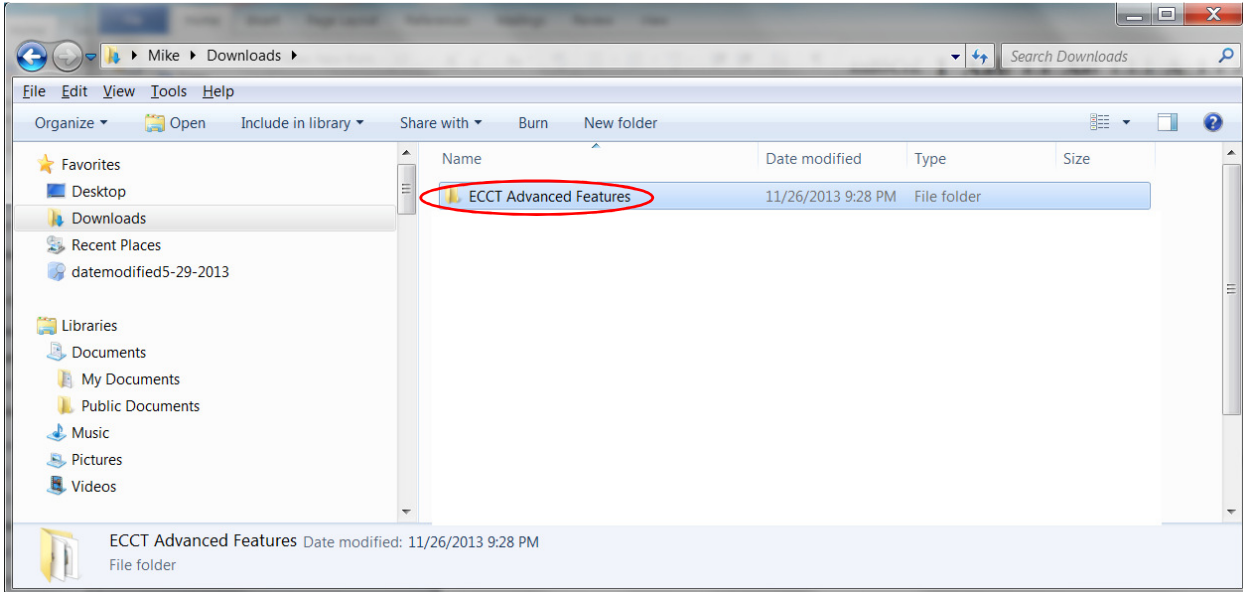 Mike Downloads Search Downloads
File Edit View Tools Help
Organize Open Include in library Share with Burn New folder
Name Date modified Type Size
Favorites
Desktop
Downloads
Recent Places
datemodified5-29-2013
Libraries
Documents
My Documents
Public Documents
Music
Pictures
Videos
ECCT Advanced Features 11/26/2013 9:28 PM File folder
ECCT Advanced Features Date modified: 11/26/2013 9:28 PM
File folder